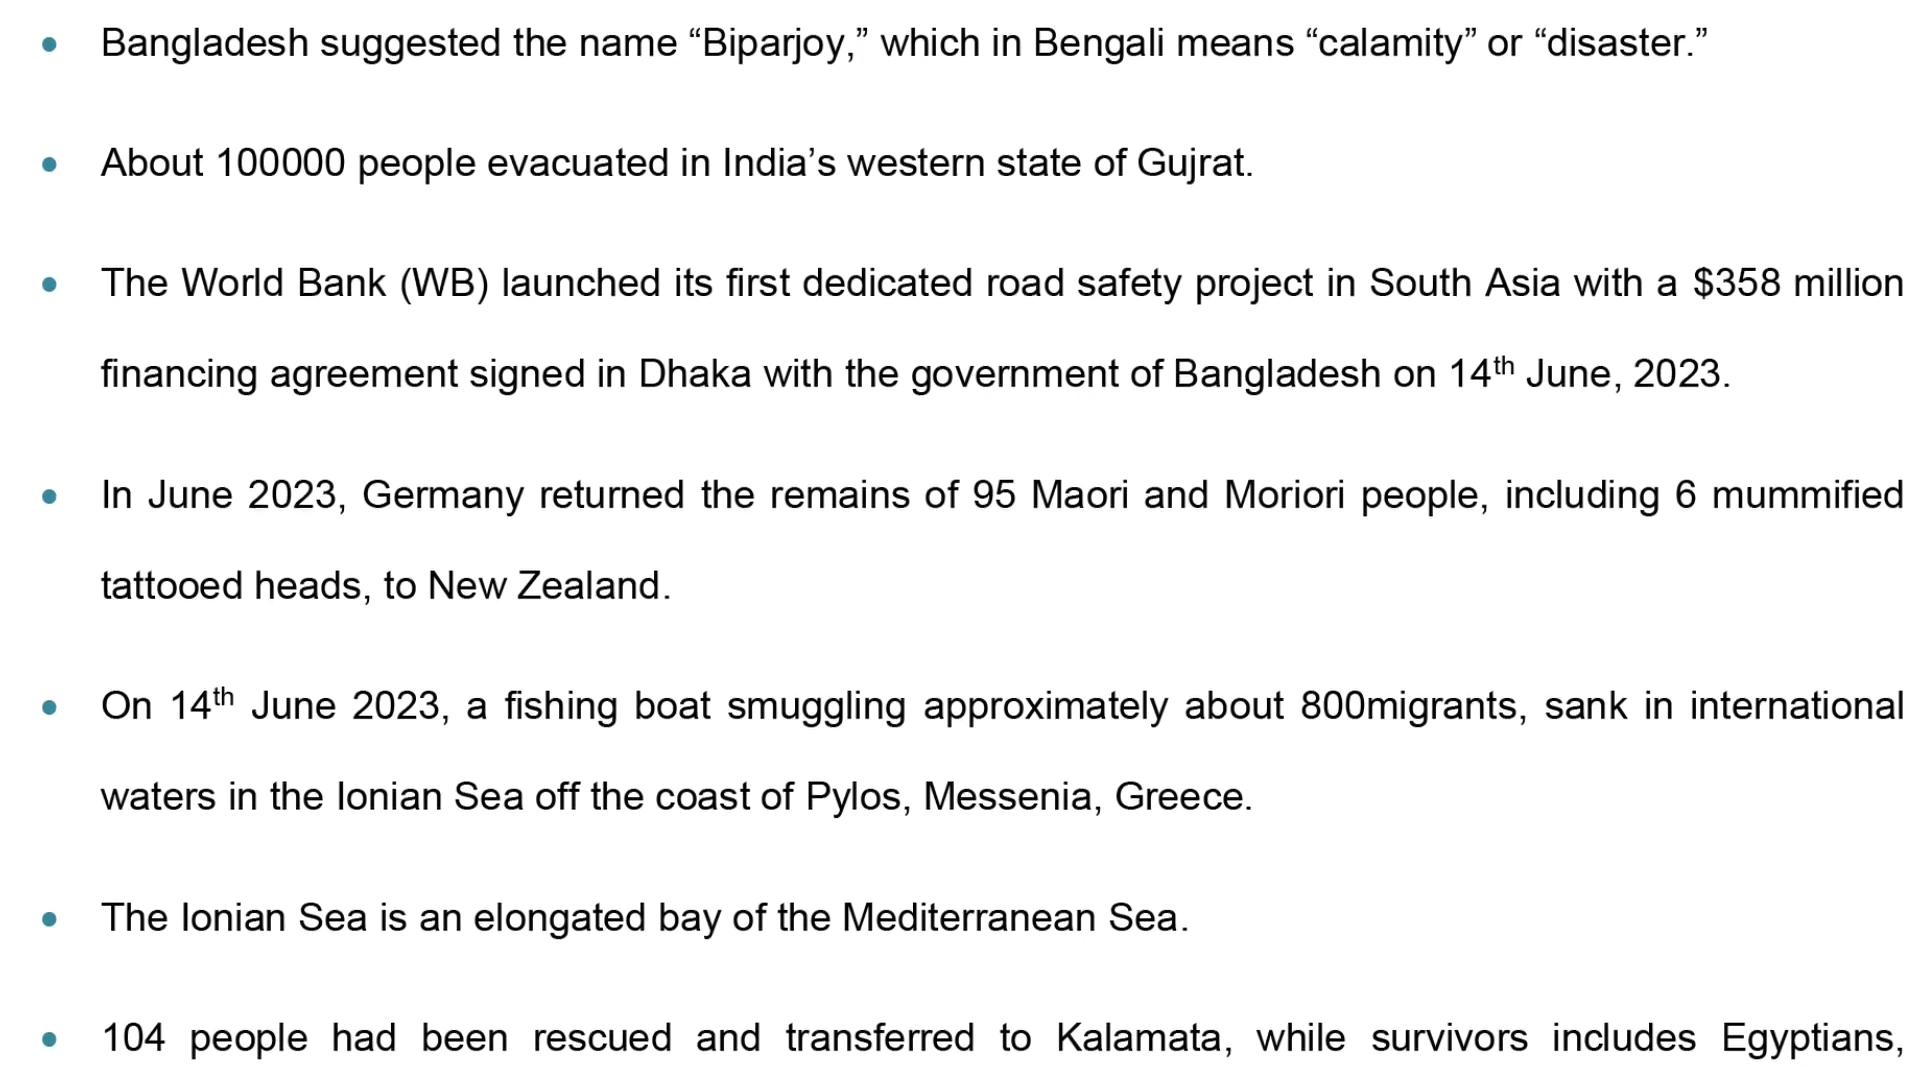 • Bangladesh suggested the name “Biparjoy,” which in Bengali means “calamity” or “disaster.”
• About 100000 people evacuated in India’s western state of Gujrat.
• The World Bank (WB) launched its first dedicated road safety project in South Asia with a $358 million
financing agreement signed in Dhaka with the government of Bangladesh on 14th June, 2023.
• In June 2023, Germany returned the remains of 95 Maori and Moriori people, including 6 mummified
tattooed heads, to New Zealand.
• On 14th June 2023, a fishing boat smuggling approximately about 800migrants, sank in international
waters in the Ionian Sea off the coast of Pylos, Messenia, Greece.
• The Ionian Sea is an elongated bay of the Mediterranean Sea.
• 104 people had been rescued and transferred to Kalamata, while survivors includes Egyptians,